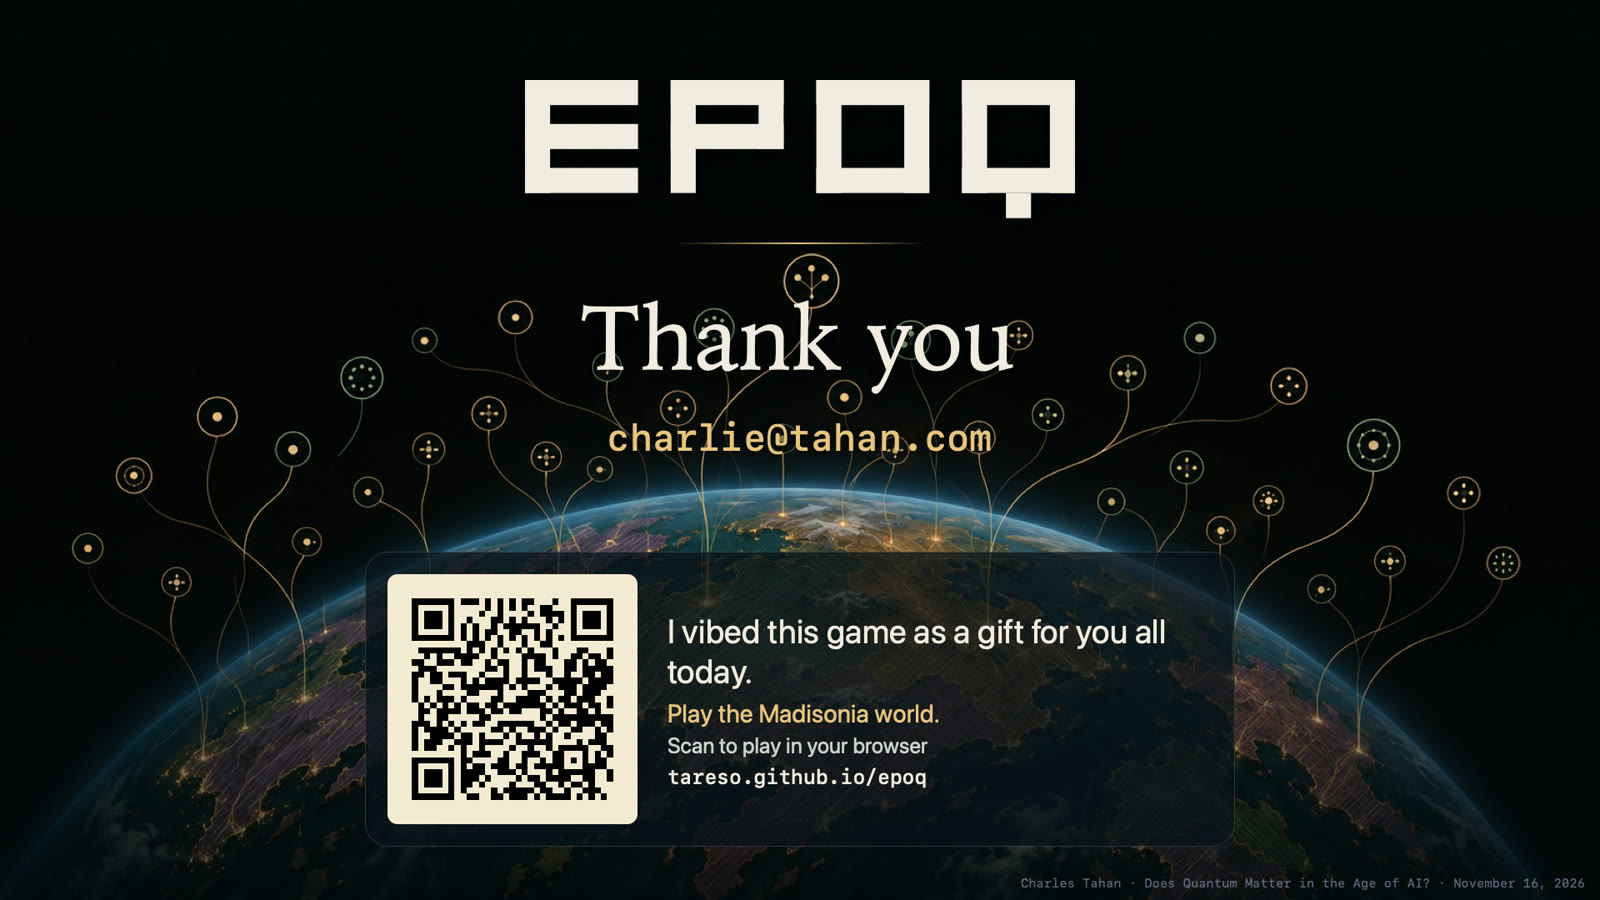 EPOQ
Thank you
charlie@tahan.com
I vibed this game as a gift for you all
today.
Play the Madisonia world.
Scan to play in your browser
tareso.github.io/epoq
Charles Tahan · Does Quantum Matter in the Age of AI? · November 16, 2026